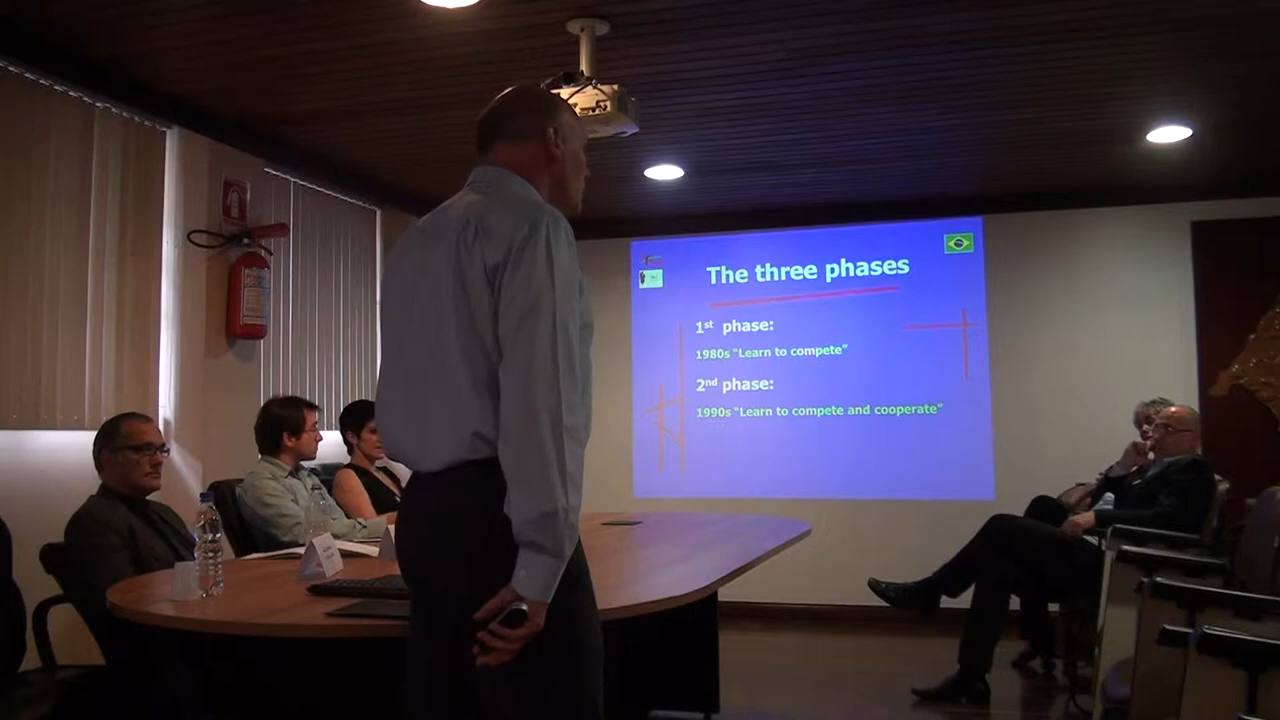 The three phases
1st phase:
1980s “Learn to compete”
2nd phase:
1990s “Learn to compete and cooperate”